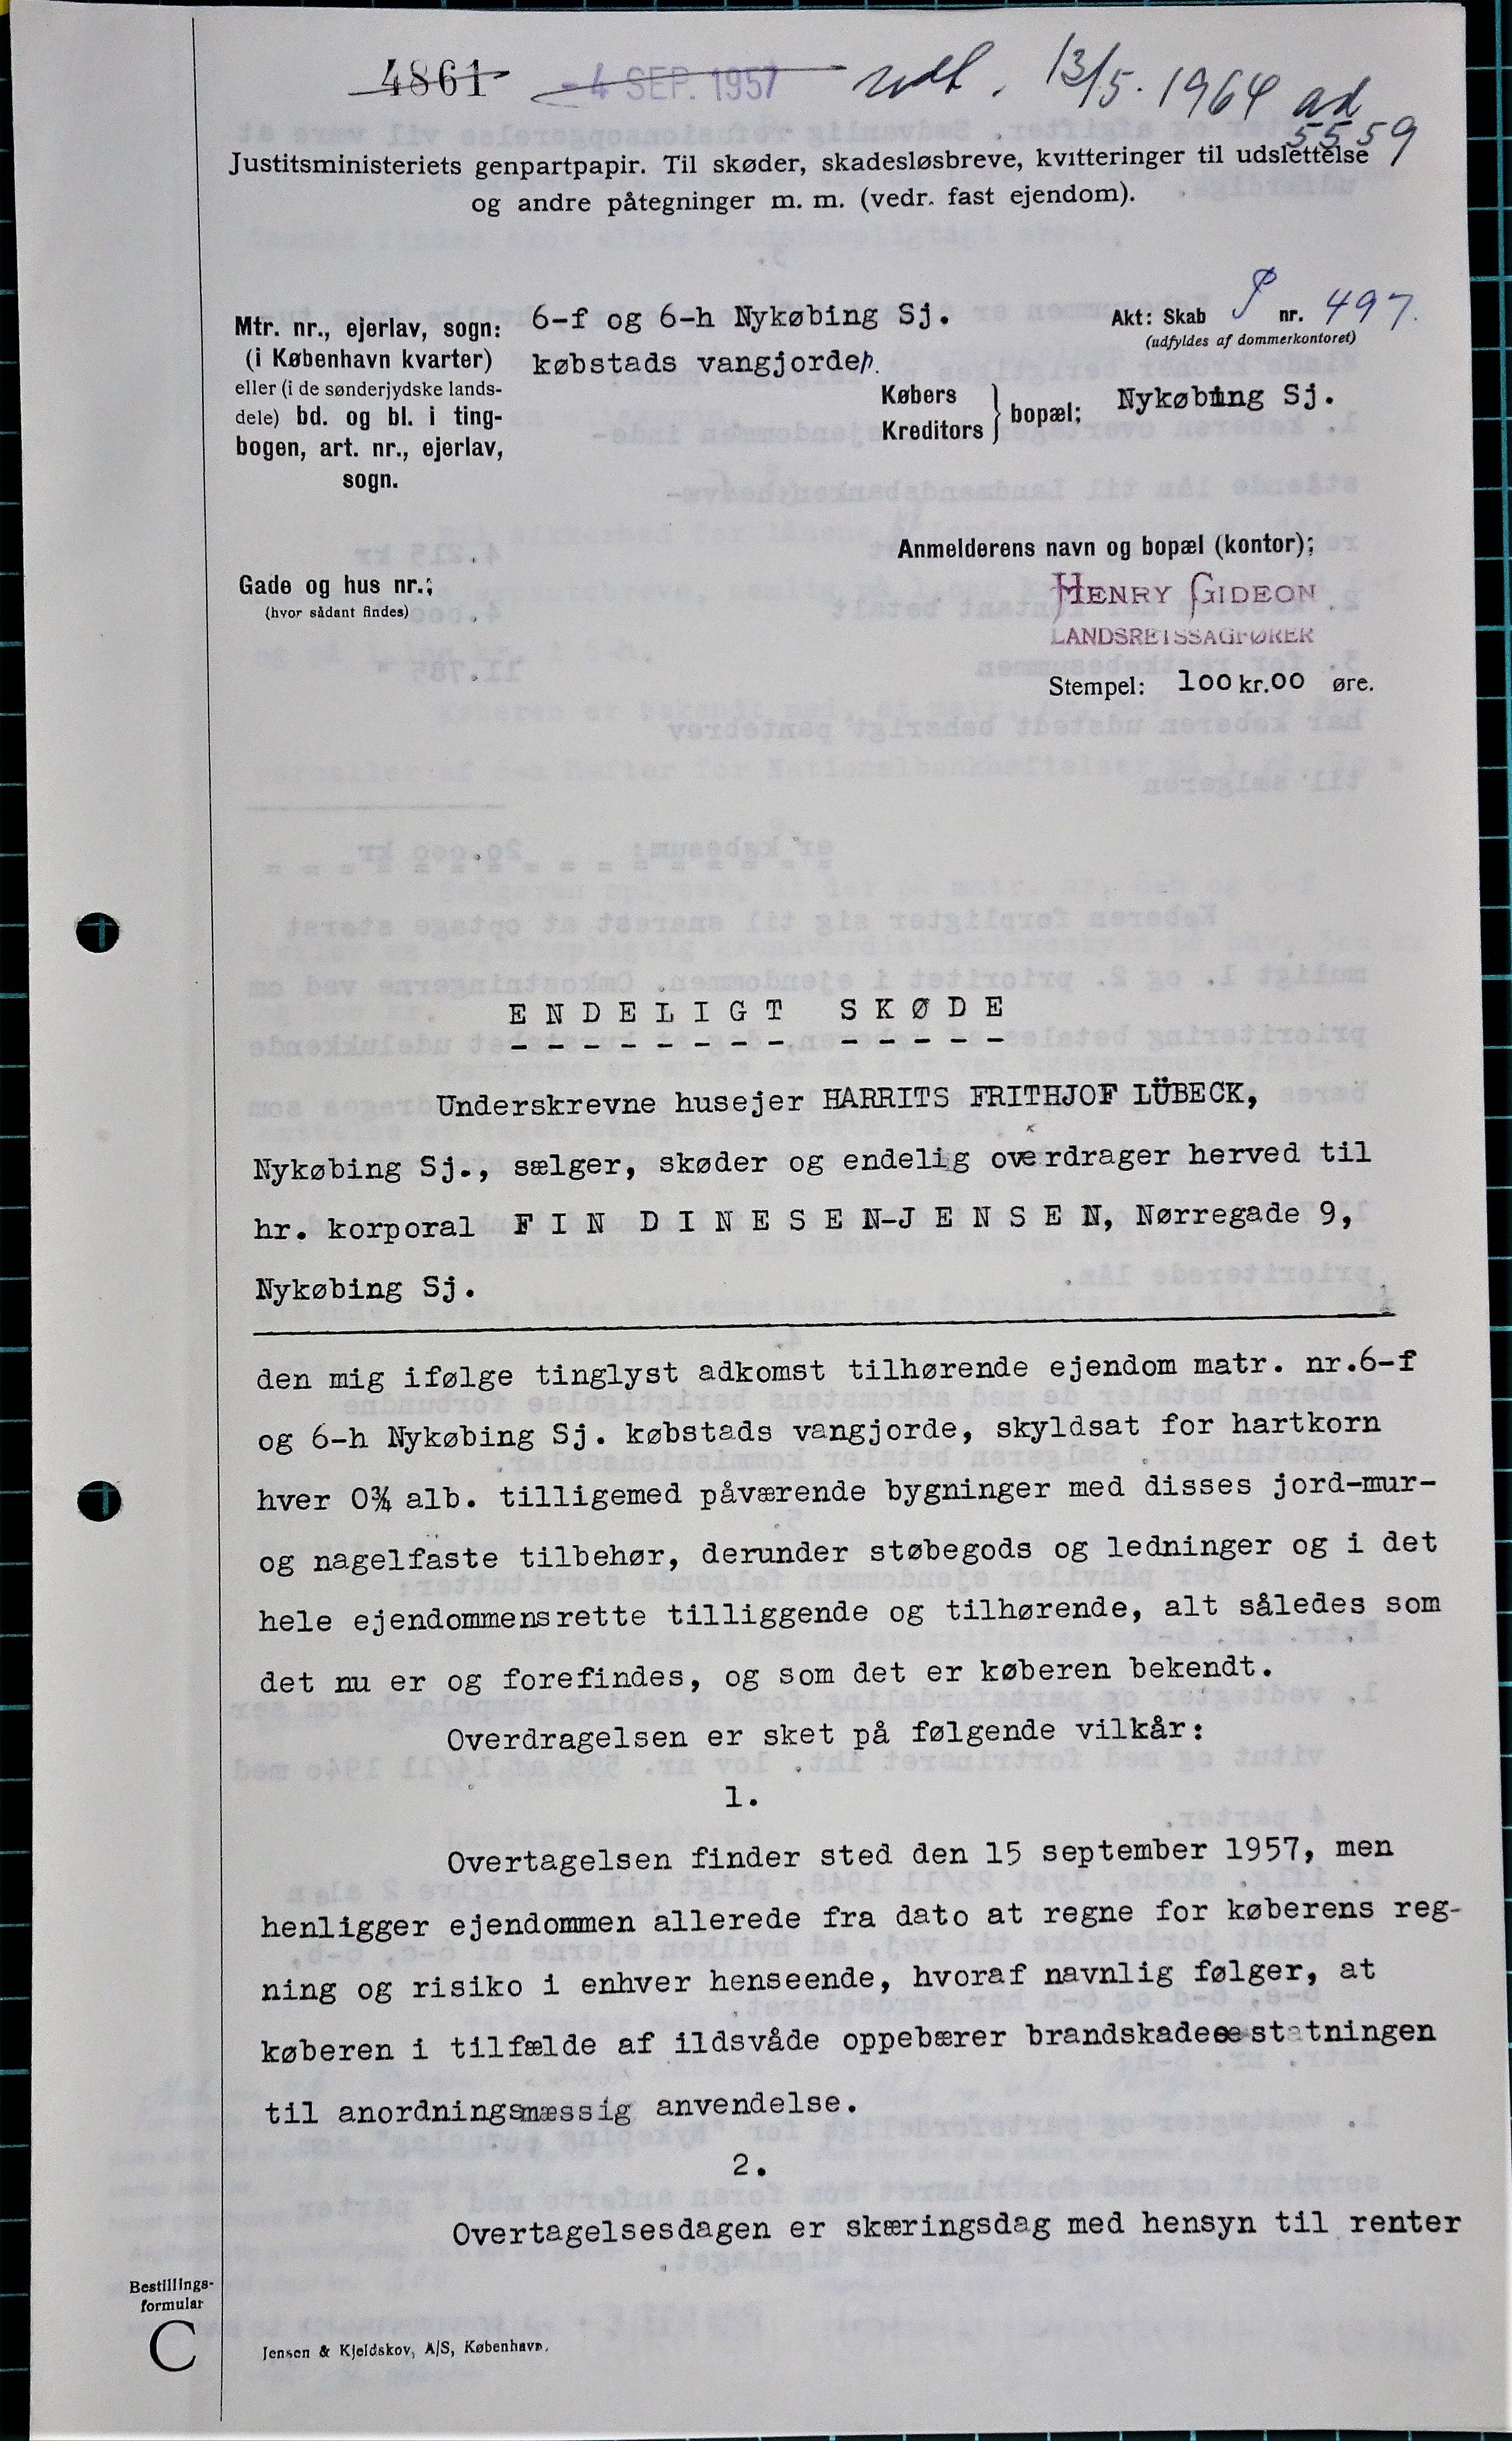 4861 - 4 SEP. 1957 udl. 13/5. 1964 ad
5559
Justitsministeriets genpartpapir. Til skøder, skadesløsbreve, kvitteringer til udslettelse
og andre påtegninger m. m. (vedr. fast ejendom).
Mtr. nr., ejerlav, sogn: 6-f og 6-h Nykøbing Sj.
(i København kvarter) købstads vangjorder.
eller (i de sønderjydske lands-
dele) bd. og bl. i ting-
bogen, art. nr., ejerlav,
sogn.
Akt: Skab P nr. 497.
(udfyldes af dommerkontoret)
Købers
Kreditors } bopæl: Nykøbing Sj.
Anmelderens navn og bopæl (kontor):
Gade og hus nr.:
(hvor sådant findes)
HENRY GIDEON
LANDSRETSSAGFØRER
Stempel: 100 kr. 00 øre.
ENDELIGT SKØDE
Underskrevne husejer HARRITS FRITHJOF LÜBECK,
Nykøbing Sj., sælger, skøder og endelig overdrager herved til
hr. korporal F I N D I N E S E N-J E N S E N, Nørregade 9,
Nykøbing Sj.
den mig ifølge tinglyst adkomst tilhørende ejendom matr. nr.6-f
og 6-h Nykøbing Sj. købstads vangjorde, skyldsat for hartkorn
hver 0¾ alb. tilligemed påværende bygninger med disses jord-mur-
og nagelfaste tilbehør, derunder støbegods og ledninger og i det
hele ejendommens rette tilliggende og tilhørende, alt således som
det nu er og forefindes, og som det er køberen bekendt.
Overdragelsen er sket på følgende vilkår:
1.
Overtagelsen finder sted den 15 september 1957, men
henligger ejendommen allerede fra dato at regne for køberens reg-
ning og risiko i enhver henseende, hvoraf navnlig følger, at
køberen i tilfælde af ildsvåde oppebærer brandskadeestatningen
til anordningsmæssig anvendelse.
2.
Overtagelsesdagen er skæringsdag med hensyn til renter
Bestillings-
formular
C
Jensen & Kjeldskov, A/S, København.